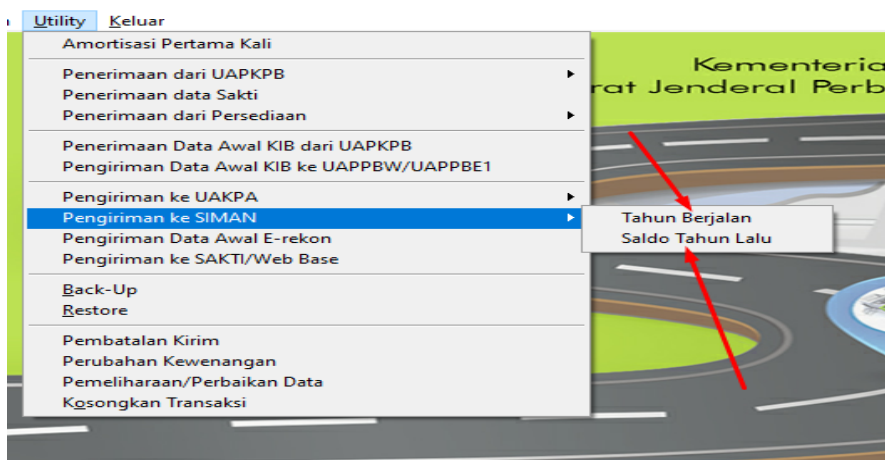 Utility Keluar
Amortisasi Pertama Kali
Kementeria
rat Jenderal Perb
Penerimaan dari UAPKPB
Penerimaan data Sakti
Penerimaan dari Persediaan
Penerimaan Data Awal KIB dari UAPKPB
Pengiriman Data Awal KIB ke UAPPBW/UAPPBE1
Pengiriman ke UAKPA
Pengiriman ke SIMAN
Tahun Berjalan
Saldo Tahun Lalu
Pengiriman Data Awal E-rekon
Pengiriman ke SAKTI/Web Base
Back-Up
Restore
Pembatalan Kirim
Perubahan Kewenangan
Pemeliharaan/Perbaikan Data
Kosongkan Transaksi